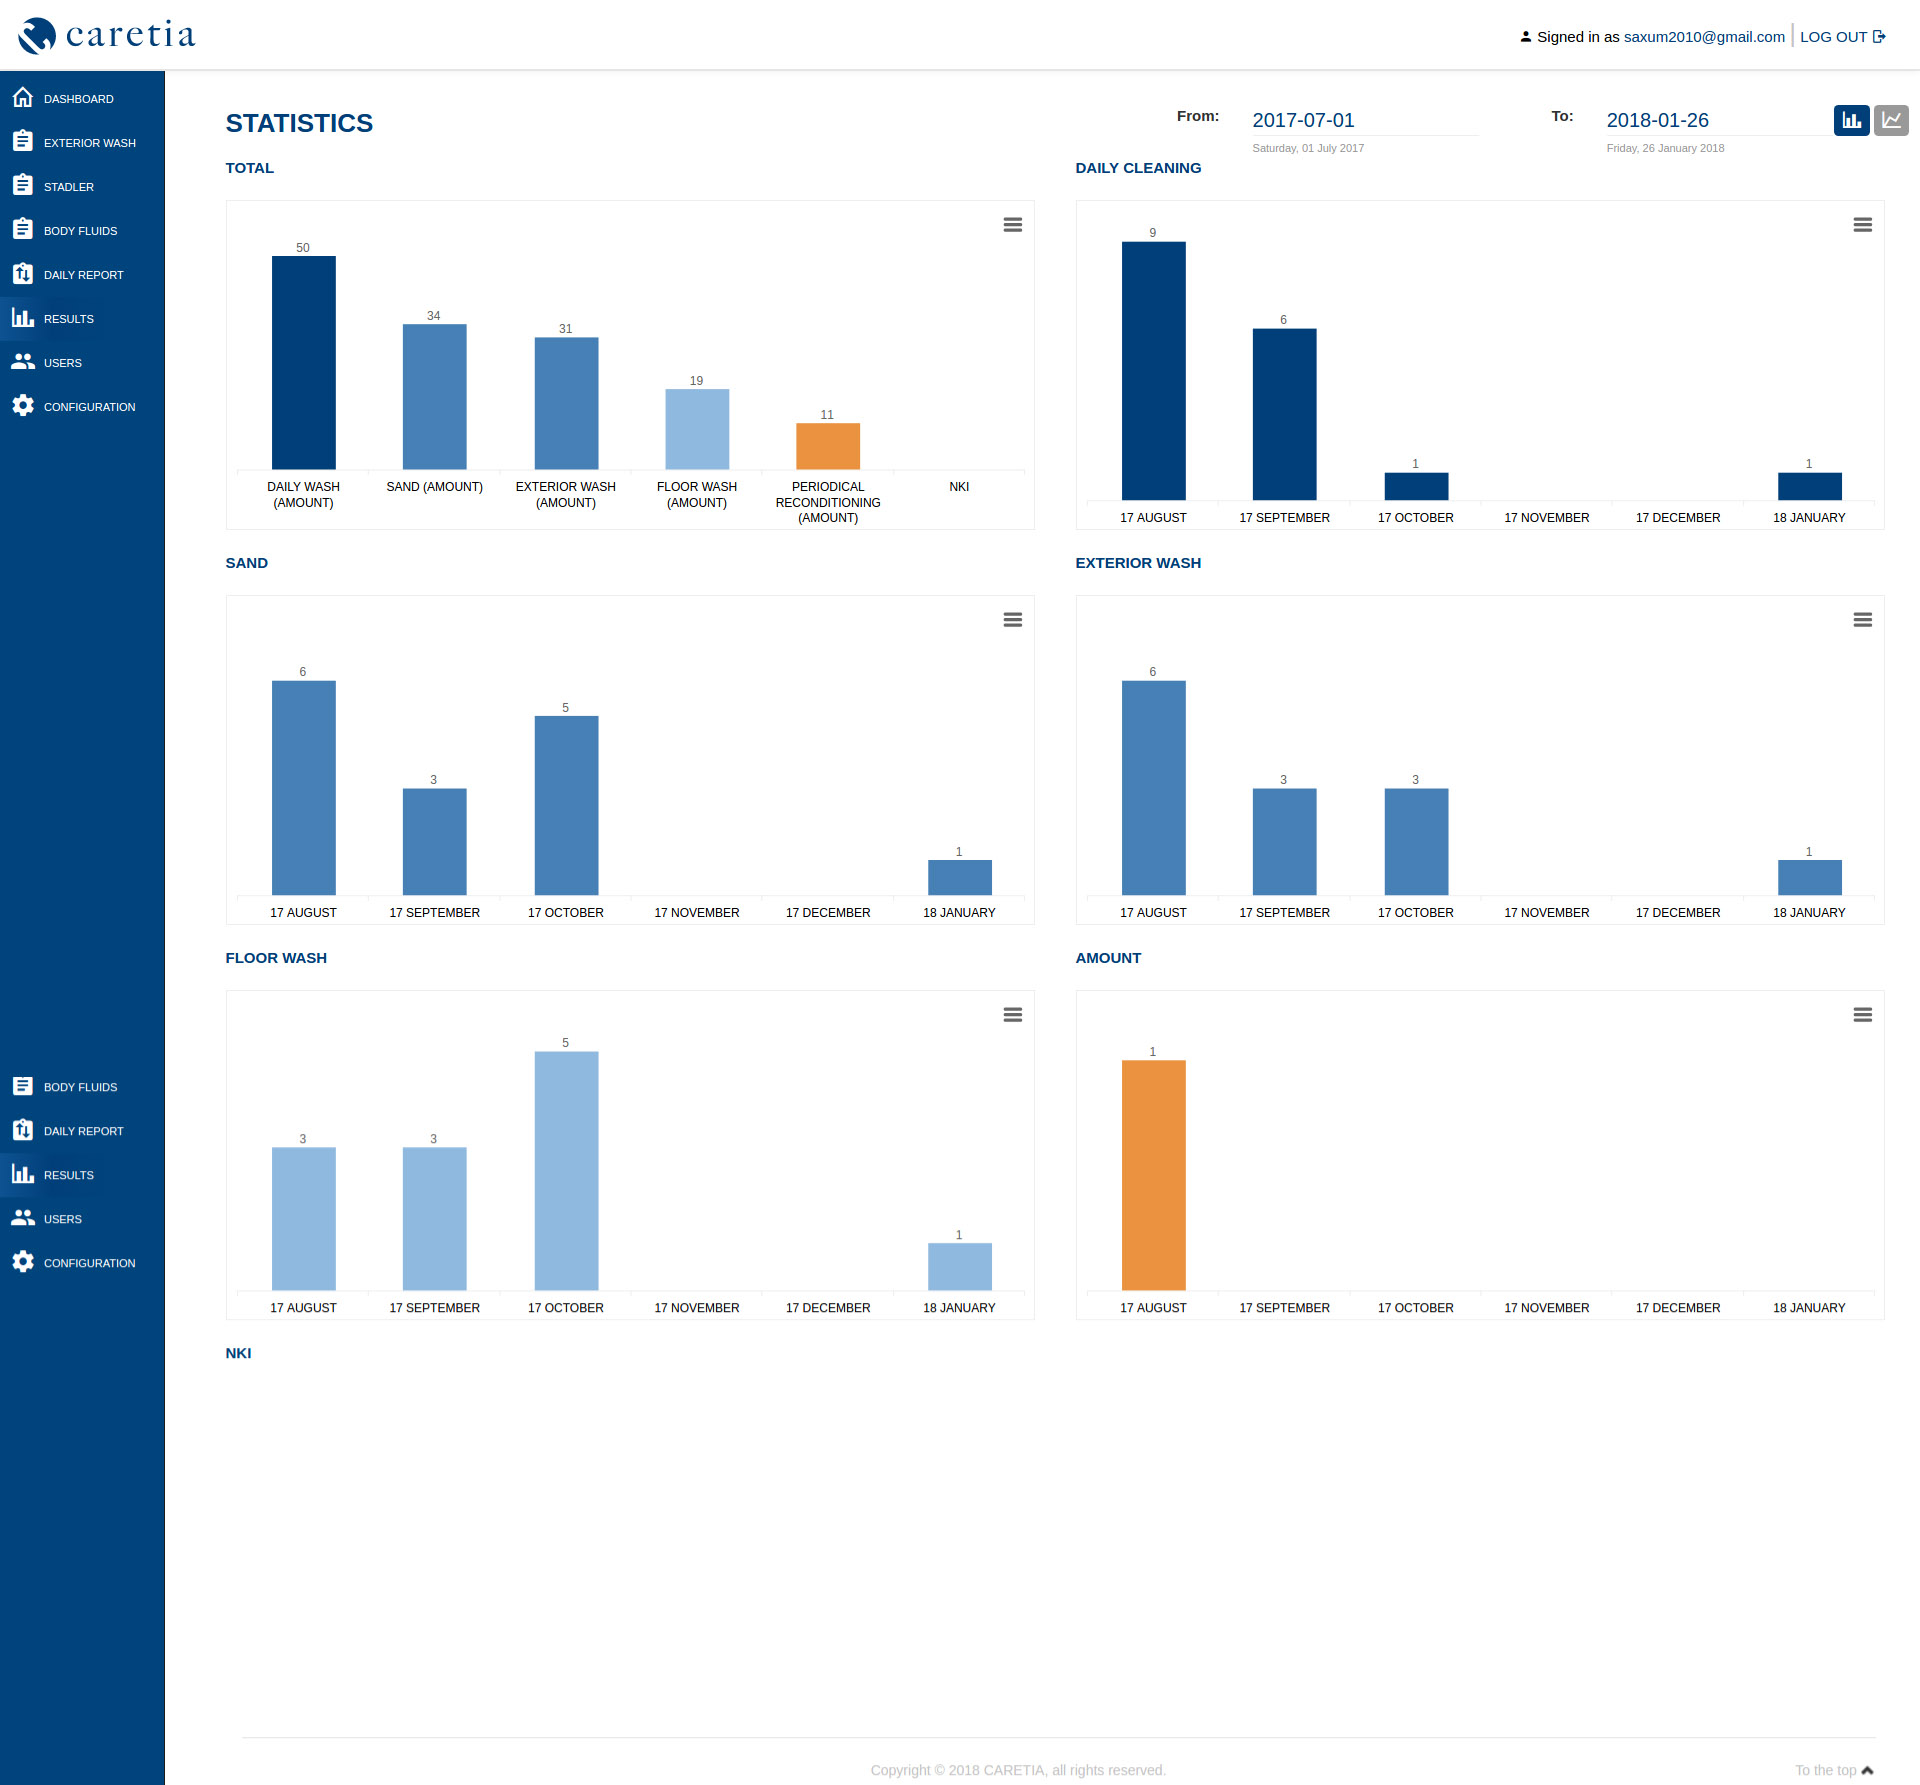 caretia
Signed in as saxum2010@gmail.com LOG OUT
DASHBOARD
EXTERIOR WASH
STADLER
BODY FLUIDS
DAILY REPORT
RESULTS
USERS
CONFIGURATION
STATISTICS
From: 2017-07-01
Saturday, 01 July 2017
To: 2018-01-26
Friday, 26 January 2018
TOTAL
50
34
31
19
11
DAILY WASH (AMOUNT)
SAND (AMOUNT)
EXTERIOR WASH (AMOUNT)
FLOOR WASH (AMOUNT)
PERIODICAL RECONDITIONING (AMOUNT)
NKI
DAILY CLEANING
9
6
1
1
17 AUGUST 17 SEPTEMBER 17 OCTOBER 17 NOVEMBER 17 DECEMBER 18 JANUARY
SAND
6
3
5
1
17 AUGUST 17 SEPTEMBER 17 OCTOBER 17 NOVEMBER 17 DECEMBER 18 JANUARY
EXTERIOR WASH
6
3
3
1
17 AUGUST 17 SEPTEMBER 17 OCTOBER 17 NOVEMBER 17 DECEMBER 18 JANUARY
FLOOR WASH
3
3
5
1
17 AUGUST 17 SEPTEMBER 17 OCTOBER 17 NOVEMBER 17 DECEMBER 18 JANUARY
AMOUNT
1
17 AUGUST 17 SEPTEMBER 17 OCTOBER 17 NOVEMBER 17 DECEMBER 18 JANUARY
BODY FLUIDS
DAILY REPORT
RESULTS
USERS
CONFIGURATION
NKI
Copyright © 2018 CARETIA, all rights reserved.
To the top